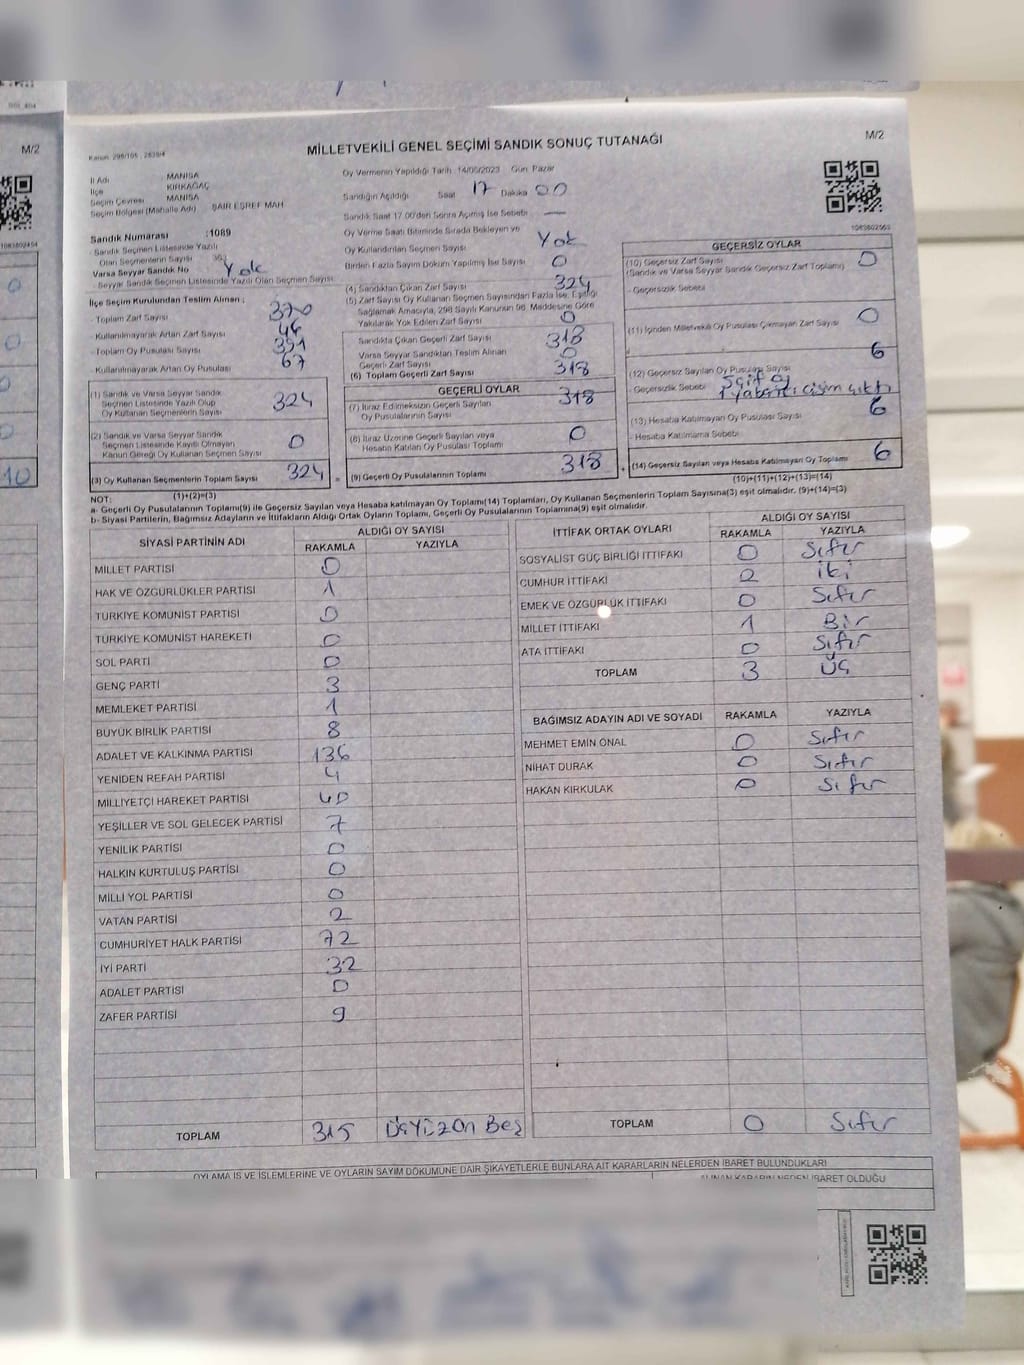 M/2
M/2
MİLLETVEKİLİ GENEL SEÇİMİ SANDIK SONUÇ TUTANAĞI
İl Adı MANİSA
İlçe KIRKAĞAÇ
Seçim Çevresi MANİSA
Seçim Bölgesi (Mahalle Adı) ŞAİR EŞREF MAH
Sandık Numarası :1089
Sandık Seçmen Listesinde Yazılı
Olan Seçmenlerin Sayısı
Varsa Seyyar Sandık No Yok
Seyyar Sandık Seçmen Listesinde Yazılı Olan Seçmen Sayısı
İlçe Seçim Kurulundan Teslim Alınan ;
- Toplam Zarf Sayısı 370
- Kullanılmayarak Artan Zarf Sayısı 46
- Toplam Oy Pusulası Sayısı 391
- Kullanılmayarak Artan Oy Pusulası 67
Oy Vermenin Yapıldığı Tarih 14/05/2023 Gün Pazar
Sandığın Açıldığı Saat 17 Dakika 00
Sandık Saat 17.00'den Sonra Açılmış İse Sebebi —
Oy Verme Saati Bitiminde Sırada Bekleyen ve
Oy Kullandırılan Seçmen Sayısı Yok
Birden Fazla Sayım Döküm Yapılmış İse Sayısı 0
(4) Sandıktan Çıkan Zarf Sayısı 324
(5) Zarf Sayısı Oy Kullanan Seçmen Sayısından Fazla İse, Eşitliği
Sağlamak Amacıyla, 298 Sayılı Kanunun 98. Maddesine Göre
Yakılarak Yok Edilen Zarf Sayısı 0
Sandıkta Çıkan Geçerli Zarf Sayısı 318
Varsa Seyyar Sandıktan Teslim Alınan
Geçerli Zarf Sayısı 0
(6) Toplam Geçerli Zarf Sayısı 318
(1) Sandık ve Varsa Seyyar Sandık
Seçmen Listesinde Yazılı Olup
Oy Kullanan Seçmenlerin Sayısı 324
(2) Sandık ve Varsa Seyyar Sandık
Seçmen Listesinde Kayıtlı Olmayan
Kanun Gereği Oy Kullanan Seçmenlerin Sayısı 0
(3) Oy Kullanan Seçmenlerin Toplam Sayısı 324
(1)+(2)=(3)
GEÇERLİ OYLAR
(7) İtiraz Edilmeksizin Geçerli Sayılan
Oy Pusulalarının Sayısı 318
(8) İtiraz Üzerine Geçerli Sayılan veya
Hesaba Katılan Oy Pusulası Toplamı 0
(9) Geçerli Oy Pusulalarının Toplamı 318
GEÇERSİZ OYLAR
(10) Geçersiz Zarf Sayısı 0
(Sandık ve Varsa Seyyar Sandık Geçersiz Zarf Toplamı)
- Geçersizlik Sebebi
(11) İçinden Milletvekili Oy Pusulası Çıkmayan Zarf Sayısı 0
(12) Geçersiz Sayılan Oy Pusulası Sayısı 6
- Geçersizlik Sebebi 1 yabancı cisim çıktı
(13) Hesaba Katılmayan Oy Pusulası Sayısı 6
- Hesaba Katılmama Sebebi
(14) Geçersiz Sayılan veya Hesaba Katılmayan Oy Toplamı 6
(10)+(11)+(12)+(13)=(14)
NOT:
a- Geçerli Oy Pusulalarının Toplamı(9) ile Geçersiz Sayılan veya Hesaba katılmayan Oy Toplamı(14) Toplamları, Oy Kullanan Seçmenlerin Toplam Sayısına(3) eşit olmalıdır. (9)+(14)=(3)
b- Siyasi Partilerin, Bağımsız Adayların ve İttifakların Aldığı Ortak Oyların Toplamı, Geçerli Oy Pusulalarının Toplamına(9) eşit olmalıdır.
SİYASİ PARTİNİN ADI ALDIĞI OY SAYISI
RAKAMLA YAZIYLA
MİLLET PARTİSİ 0
HAK VE ÖZGÜRLÜKLER PARTİSİ 1
TÜRKİYE KOMÜNİST PARTİSİ 0
TÜRKİYE KOMÜNİST HAREKETİ 0
SOL PARTİ 0
GENÇ PARTİ 3
MEMLEKET PARTİSİ 1
BÜYÜK BİRLİK PARTİSİ 8
ADALET VE KALKINMA PARTİSİ 136
YENİDEN REFAH PARTİSİ 4
MİLLİYETÇİ HAREKET PARTİSİ 40
YEŞİLLER VE SOL GELECEK PARTİSİ 7
YENİLİK PARTİSİ 0
HALKIN KURTULUŞ PARTİSİ 0
MİLLİ YOL PARTİSİ 0
VATAN PARTİSİ 2
CUMHURİYET HALK PARTİSİ 72
İYİ PARTİ 32
ADALET PARTİSİ 0
ZAFER PARTİSİ 9
TOPLAM 315 Üçyüzon Beş
İTTİFAK ORTAK OYLARI ALDIĞI OY SAYISI
RAKAMLA YAZIYLA
SOSYALİST GÜÇ BİRLİĞİ İTTİFAKI 0 Sıfır
CUMHUR İTTİFAKI 2 iki
EMEK VE ÖZGÜRLÜK İTTİFAKI 0 Sıfır
MİLLET İTTİFAKI 1 Bir
ATA İTTİFAKI 0 Sıfır
TOPLAM 3 Üç
BAĞIMSIZ ADAYIN ADI VE SOYADI RAKAMLA YAZIYLA
MEHMET EMİN ÖNAL 0 Sıfır
NİHAT DURAK 0 Sıfır
HAKAN KIRKULAK 0 Sıfır
TOPLAM 0 Sıfır
OYLAMA İŞ VE İŞLEMLERİNE VE OYLARIN SAYIM DÖKÜMÜNE DAİR ŞİKAYETLERLE BUNLARA AİT KARARLARIN NELERDEN İBARET BULUNDUKLARI
ALINAN KARARIN NEDEN İBARET OLDUĞU